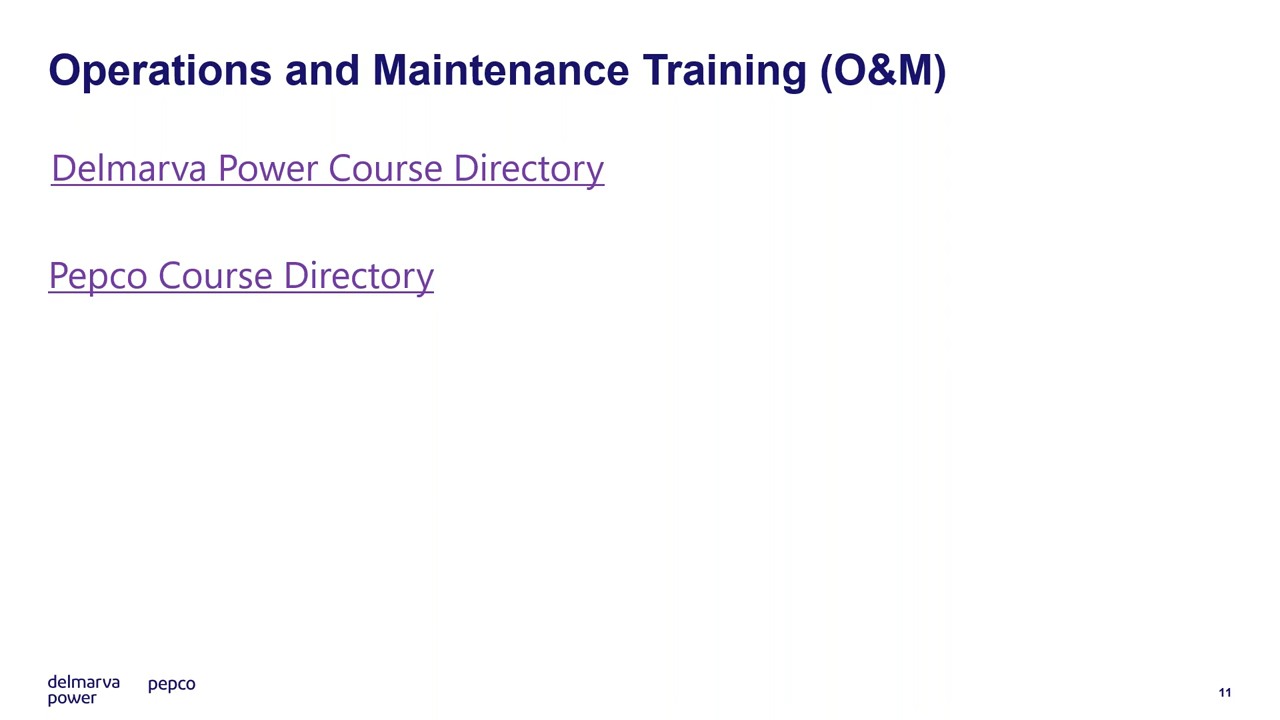 Operations and Maintenance Training (O&M)
Delmarva Power Course Directory
Pepco Course Directory
delmarva
power
pepco
11